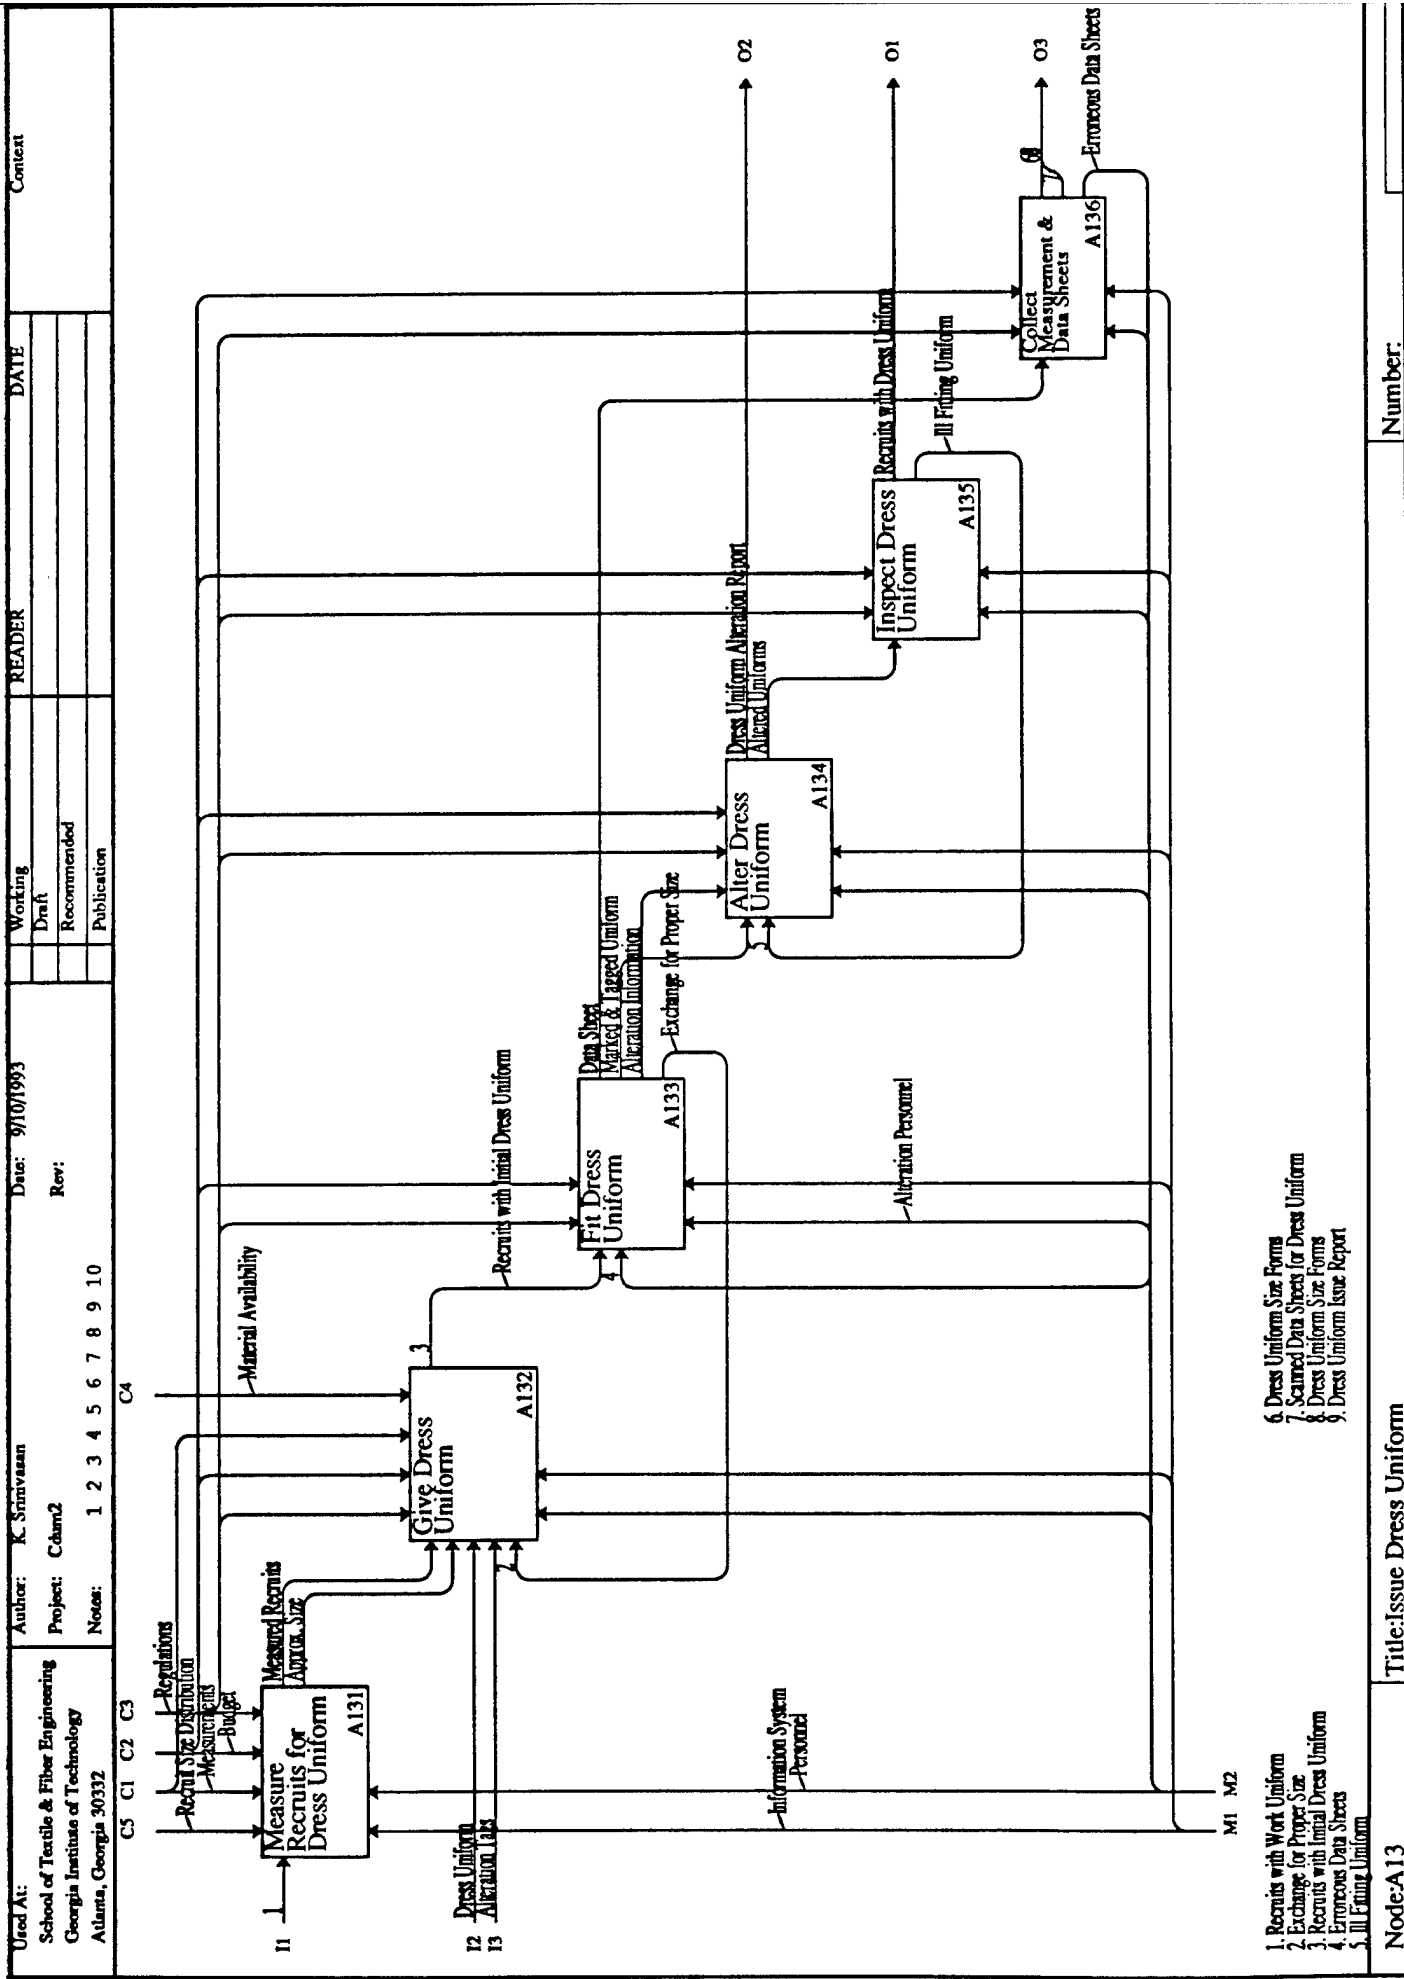 Used At:
School of Textile & Fiber Engineering
Georgia Institute of Technology
Atlanta, Georgia 30332
Author: K. Srinivasan
Date: 9/10/1993
Project: Cdum2
Rev:
Notes: 1 2 3 4 5 6 7 8 9 10
Working
Draft
Recommended
Publication
READER
DATE
Context
C5
C1
C2
C3
C4
Regulations
Recruit Size Distribution
Measurements
Budget
Material Availability
I1
1
Measure
Recruits for
Dress Uniform
A131
Measured Recruits
Approx. Size
I2
Dress Uniform
I3
Alteration Tags
2
Give Dress
Uniform
A132
3
Recruits with Initial Dress Uniform
4
Fit Dress
Uniform
A133
Data Sheet
Marked & Tagged Uniform
Alteration Information
Exchange for Proper Size
5
Alter Dress
Uniform
A134
Dress Uniform Alteration Report
Altered Uniforms
O2
Inspect Dress
Uniform
A135
Recruits with Dress Uniform
Ill Fitting Uniform
O1
Collect
Measurement &
Data Sheets
A136
7
O3
Erroneous Data Sheets
Information System
Personnel
Alteration Personnel
M1
M2
1. Recruits with Work Uniform
2. Exchange for Proper Size
3. Recruits with Initial Dress Uniform
4. Erroneous Data Sheets
5. Ill Fitting Uniform
6. Dress Uniform Size Forms
7. Scanned Data Sheets for Dress Uniform
8. Dress Uniform Size Forms
9. Dress Uniform Issue Report
Node:A13
Title:Issue Dress Uniform
Number: